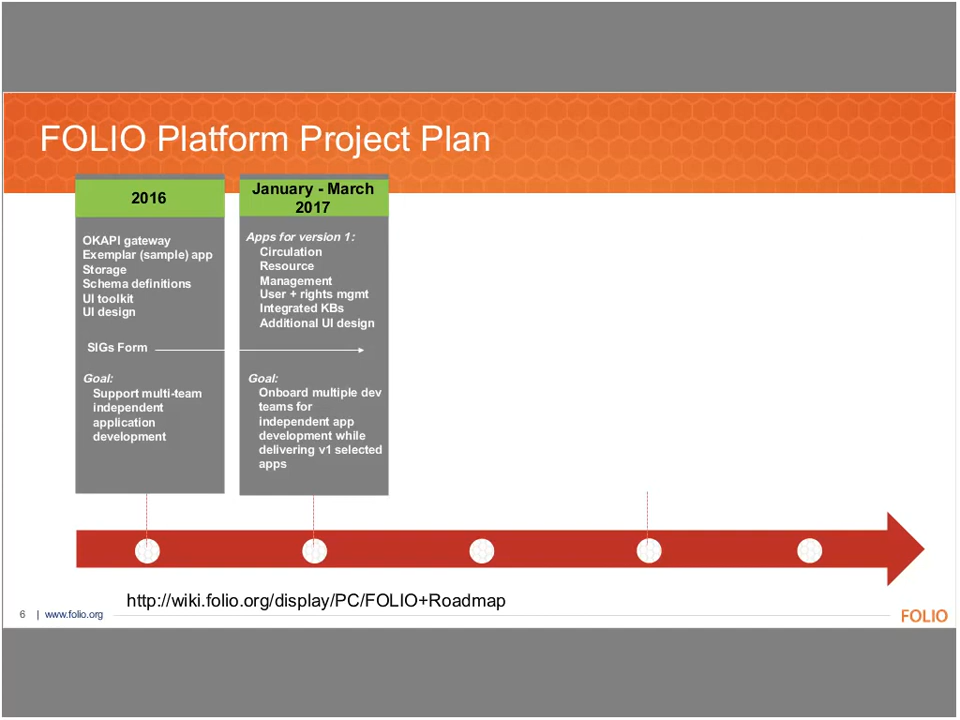 FOLIO Platform Project Plan
2016
OKAPI gateway
Exemplar (sample) app
Storage
Schema definitions
UI toolkit
UI design
SIGs Form
Goal:
Support multi-team
independent
application
development
January - March
2017
Apps for version 1:
Circulation
Resource
Management
User + rights mgmt
Integrated KBs
Additional UI design
Goal:
Onboard multiple dev
teams for
independent app
development while
delivering v1 selected
apps
http://wiki.folio.org/display/PC/FOLIO+Roadmap
6 | www.folio.org
FOLIO